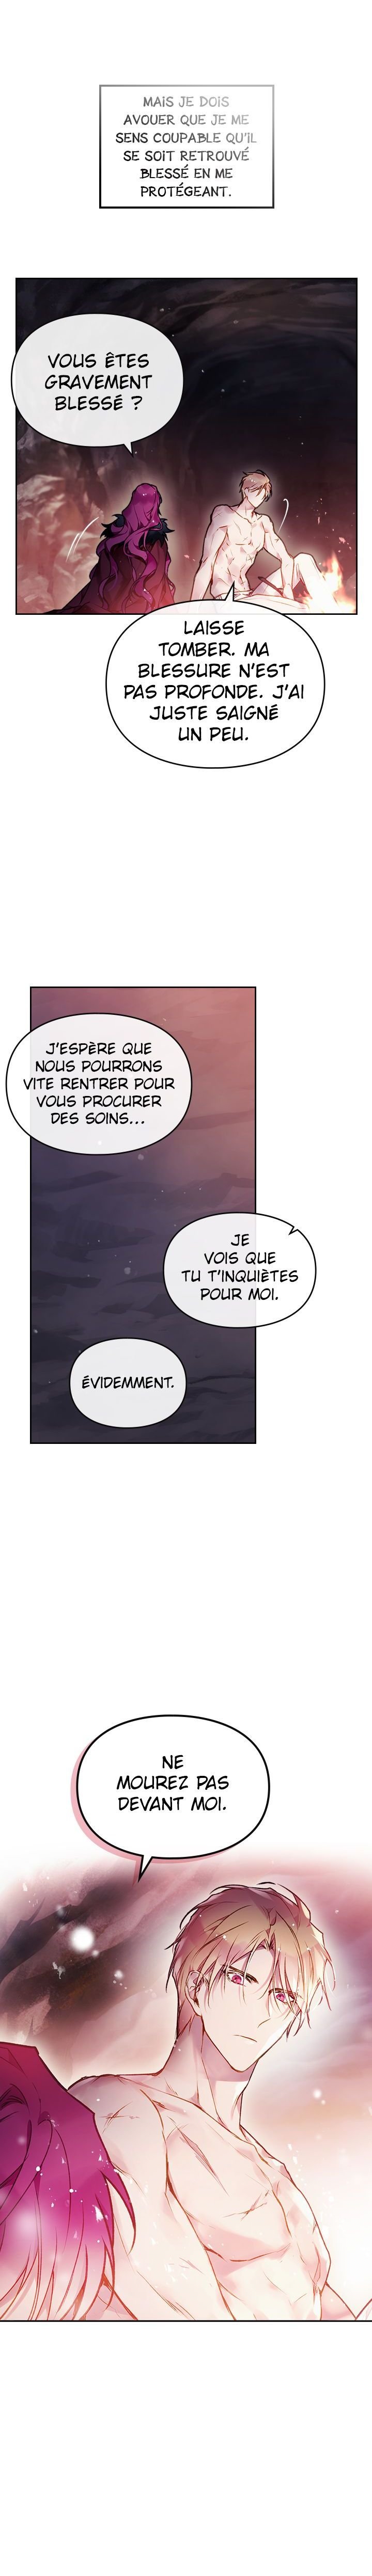 MAIS JE DOIS
AVOUER QUE JE ME
SENS COUPABLE QU'IL
SE SOIT RETROUVÉ
BLESSÉ EN ME
PROTÉGEANT.
VOUS ÊTES
GRAVEMENT
BLESSÉ ?
LAISSE
TOMBER. MA
BLESSURE N'EST
PAS PROFONDE. J'AI
JUSTE SAIGNÉ
UN PEU.
J'ESPÈRE QUE
NOUS POURRONS
VITE RENTRER POUR
VOUS PROCURER
DES SOINS...
JE
VOIS QUE
TU T'INQUIÈTES
POUR MOI.
ÉVIDEMMENT.
NE
MOUREZ PAS
DEVANT MOI.